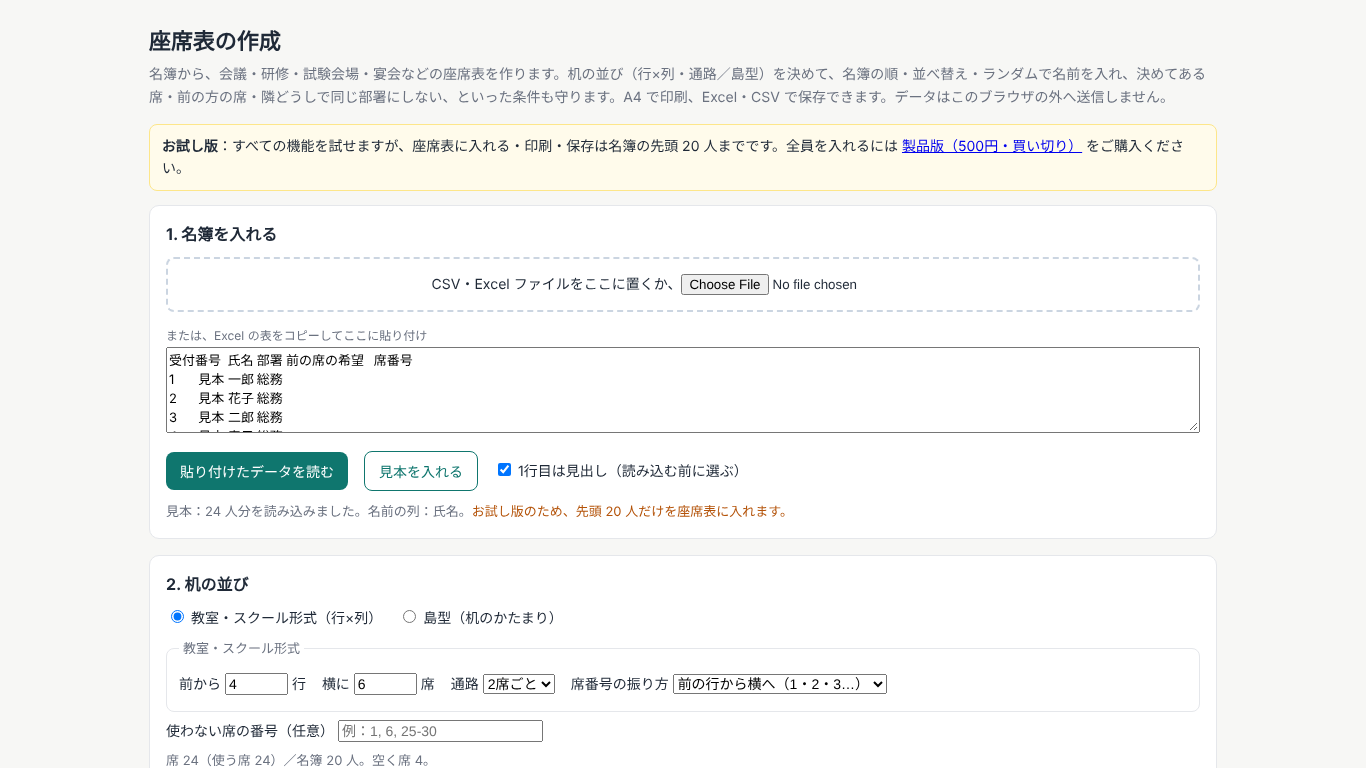 座席表の作成
名簿から、会議・研修・試験会場・宴会などの座席表を作ります。机の並び（行×列・通路／島型）を決めて、名簿の順・並べ替え・ランダムで名前を入れ、決めてある
席・前の方の席・隣どうしで同じ部署にしない、といった条件も守ります。A4 で印刷、Excel・CSV で保存できます。データはこのブラウザの外へ送信しません。
お試し版：すべての機能を試せますが、座席表に入れる・印刷・保存は名簿の先頭 20 人までです。全員を入れるには 製品版（500円・買い切り） をご購入くださ
い。
1. 名簿を入れる
CSV・Excel ファイルをここに置くか、 Choose File No file chosen
または、Excel の表をコピーしてここに貼り付け
受付番号 氏名 部署 前の席の希望 席番号
1 見本 一郎 総務
2 見本 花子 総務
3 見本 二郎 総務
貼り付けたデータを読む 見本を入れる 1行目は見出し（読み込む前に選ぶ）
見本：24 人分を読み込みました。名前の列：氏名。お試し版のため、先頭 20 人だけを座席表に入れます。
2. 机の並び
教室・スクール形式（行×列） 島型（机のかたまり）
教室・スクール形式
前から 4 行 横に 6 席 通路 2席ごと 席番号の振り方 前の行から横へ（1・2・3…）
使わない席の番号（任意） 例：1, 6, 25-30
席 24（使う席 24）／名簿 20 人。空く席 4。